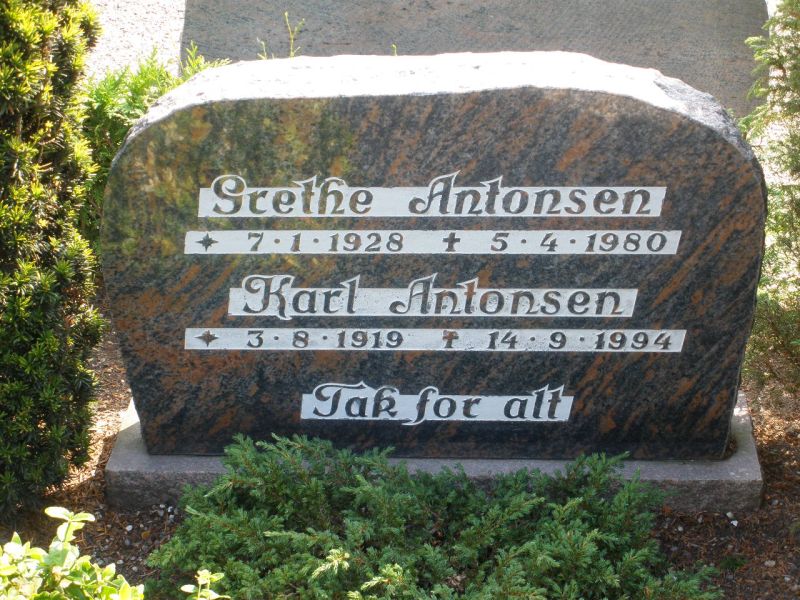 Grethe Antonsen
7·1·1928 ✝ 5·4·1980
Karl Antonsen
3·8·1919 ✝ 14·9·1994
Tak for alt